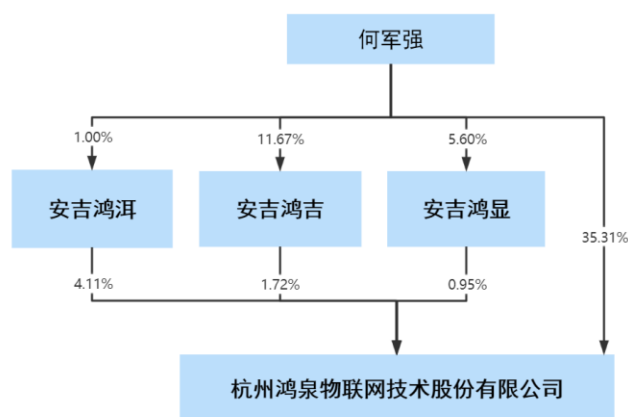 何军强
1.00%
11.67%
5.60%
安吉鸿洱
安吉鸿吉
安吉鸿显
35.31%
4.11%
1.72%
0.95%
杭州鸿泉物联网技术股份有限公司